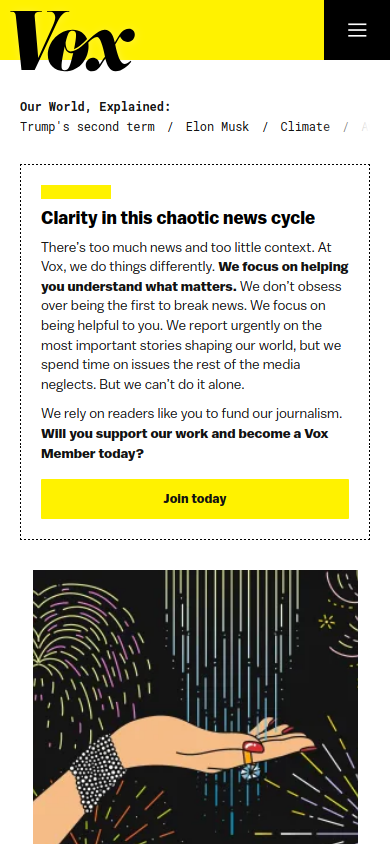 Vox
Our World, Explained:
Trump's second term / Elon Musk / Climate /
Clarity in this chaotic news cycle
There's too much news and too little context. At
Vox, we do things differently. We focus on helping
you understand what matters. We don't obsess
over being the first to break news. We focus on
being helpful to you. We report urgently on the
most important stories shaping our world, but we
spend time on issues the rest of the media
neglects. But we can't do it alone.
We rely on readers like you to fund our journalism.
Will you support our work and become a Vox
Member today?
Join today